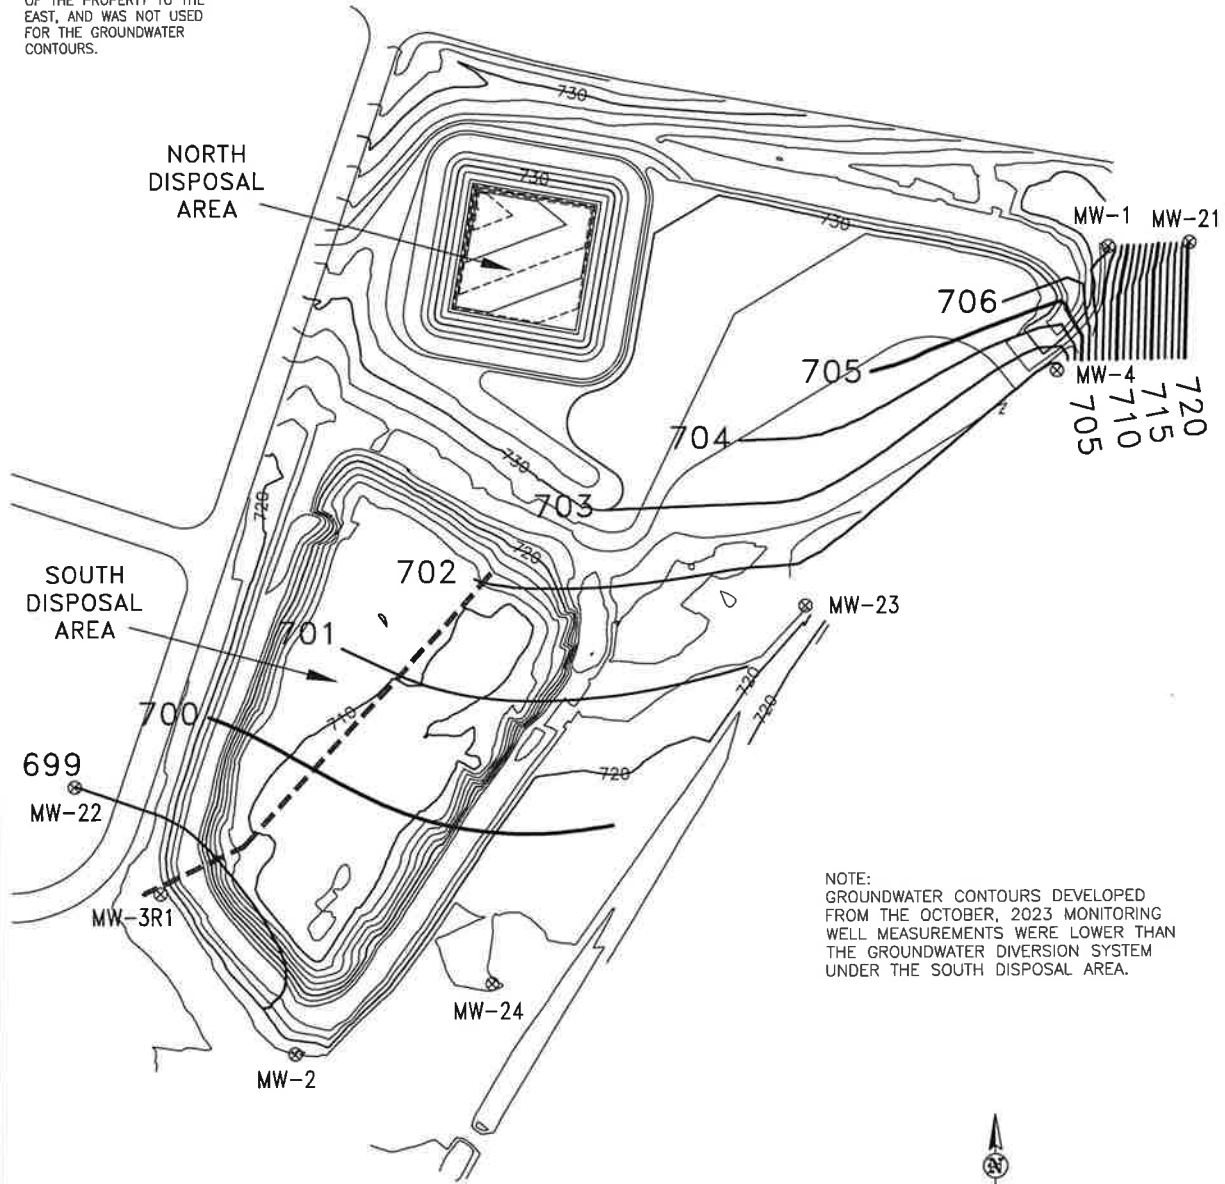 OF THE PROPERTY TO THE
EAST, AND WAS NOT USED
FOR THE GROUNDWATER
CONTOURS.
730
NORTH
DISPOSAL
AREA
730
730
MW-1
MW-21
706
705
MW-4
705
710
715
720
704
730
703
720
720
702
SOUTH
DISPOSAL
AREA
MW-23
701
720
720
710
700
720
699
MW-22
MW-3R1
NOTE:
GROUNDWATER CONTOURS DEVELOPED
FROM THE OCTOBER, 2023 MONITORING
WELL MEASUREMENTS WERE LOWER THAN
THE GROUNDWATER DIVERSION SYSTEM
UNDER THE SOUTH DISPOSAL AREA.
MW-24
MW-2
N